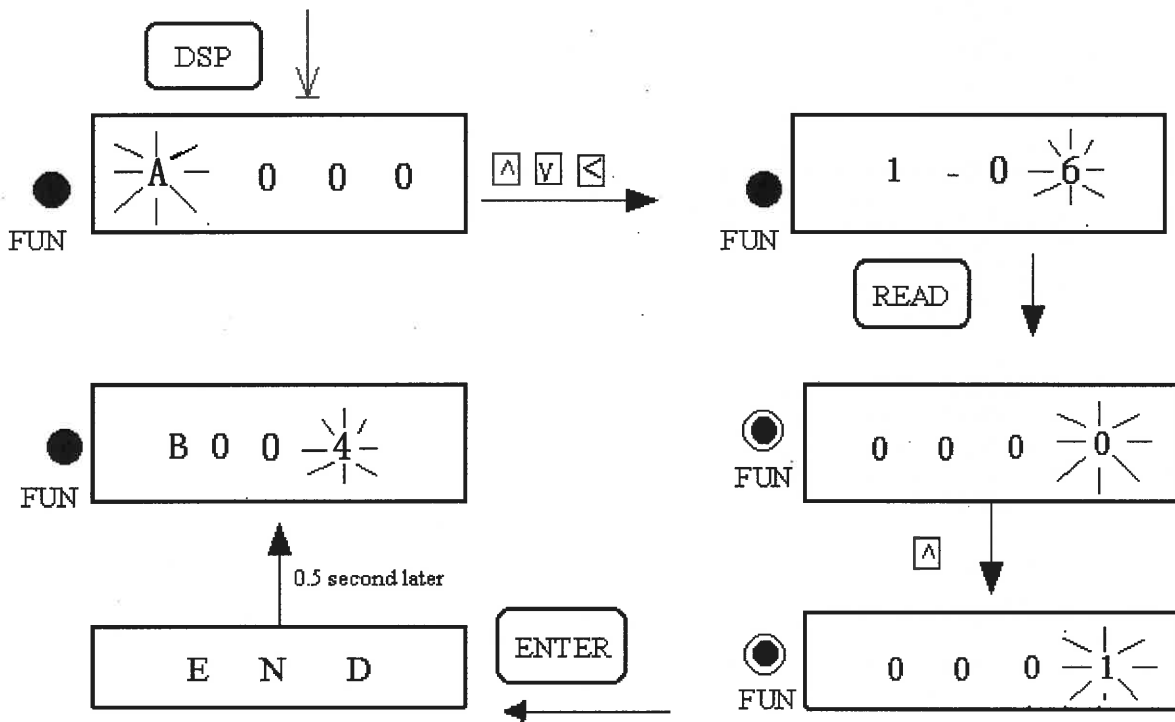 DSP
A 0 0 0
FUN
^ v <
1 - 0 6
FUN
READ
0 0 0 0
FUN
^
0 0 0 1
FUN
ENTER
E N D
0.5 second later
B 0 0 4
FUN